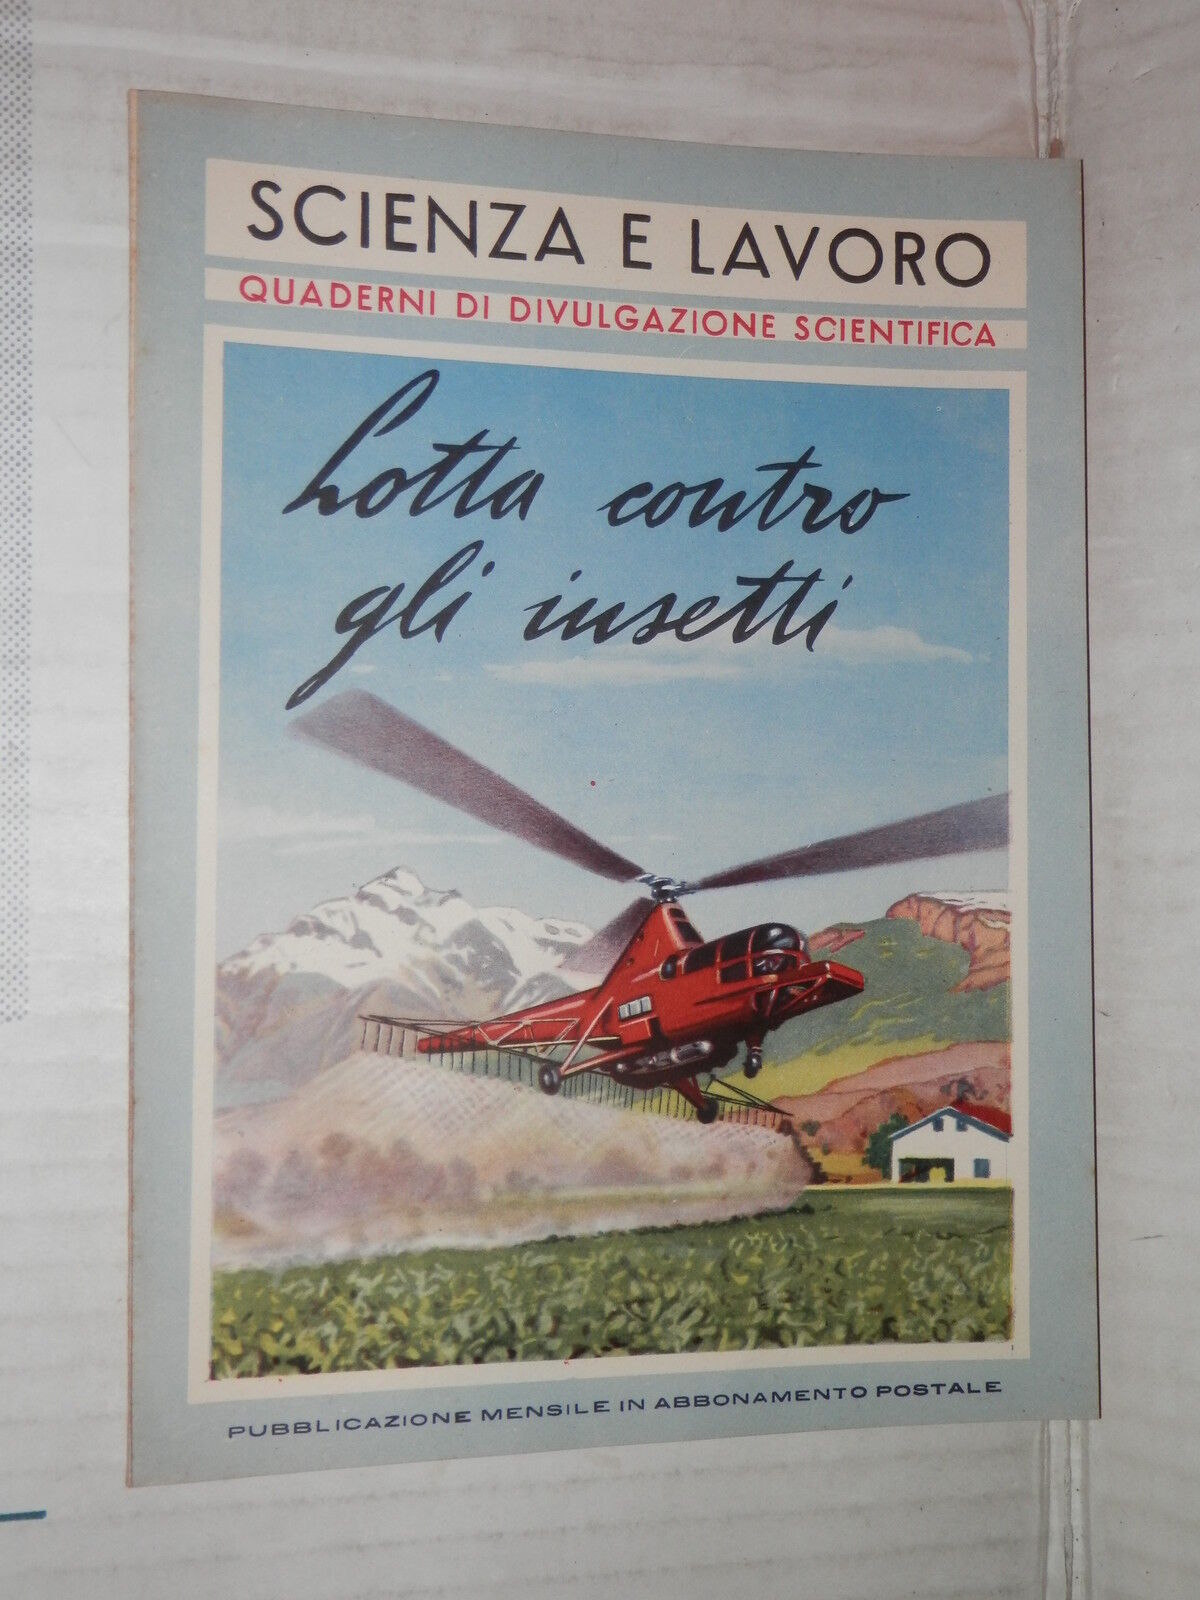 SCIENZA E LAVORO
QUADERNI DI DIVULGAZIONE SCIENTIFICA
Lotta contro
gli insetti
PUBBLICAZIONE MENSILE IN ABBONAMENTO POSTALE